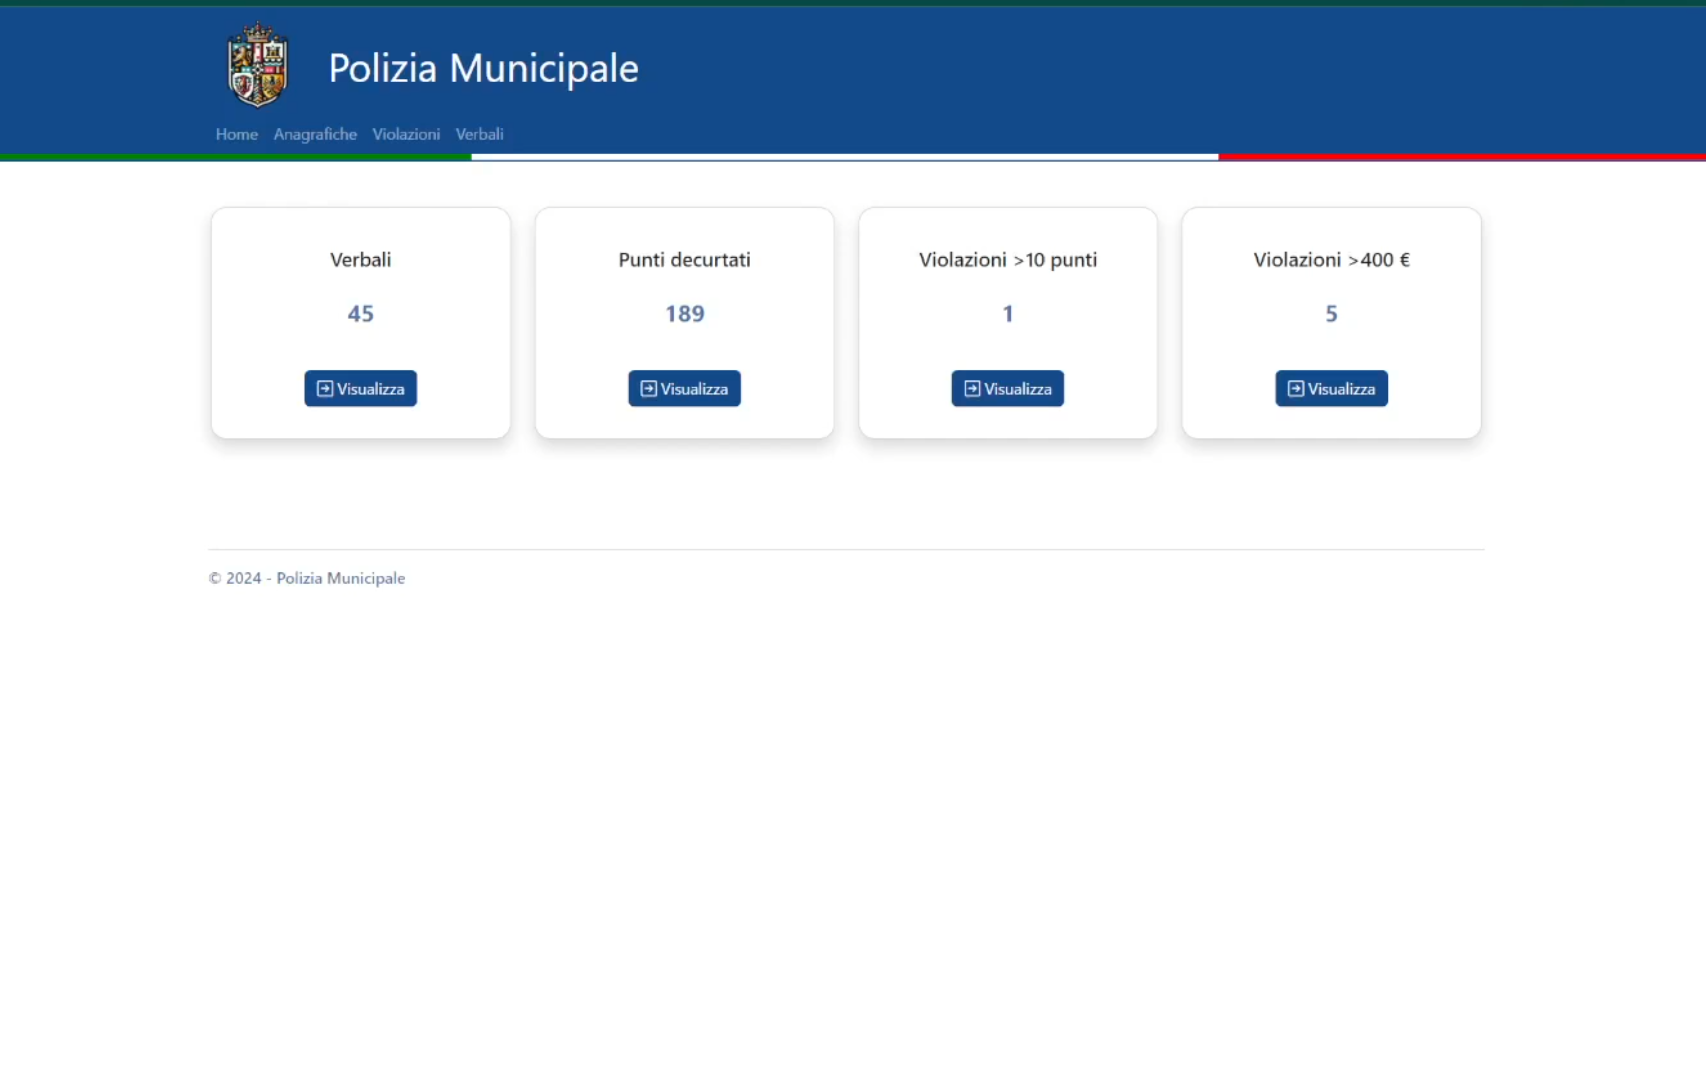 Polizia Municipale
Home Anagrafiche Violazioni Verbali
Verbali
45
Visualizza
Punti decurtati
189
Visualizza
Violazioni >10 punti
1
Visualizza
Violazioni >400 €
5
Visualizza
© 2024 - Polizia Municipale